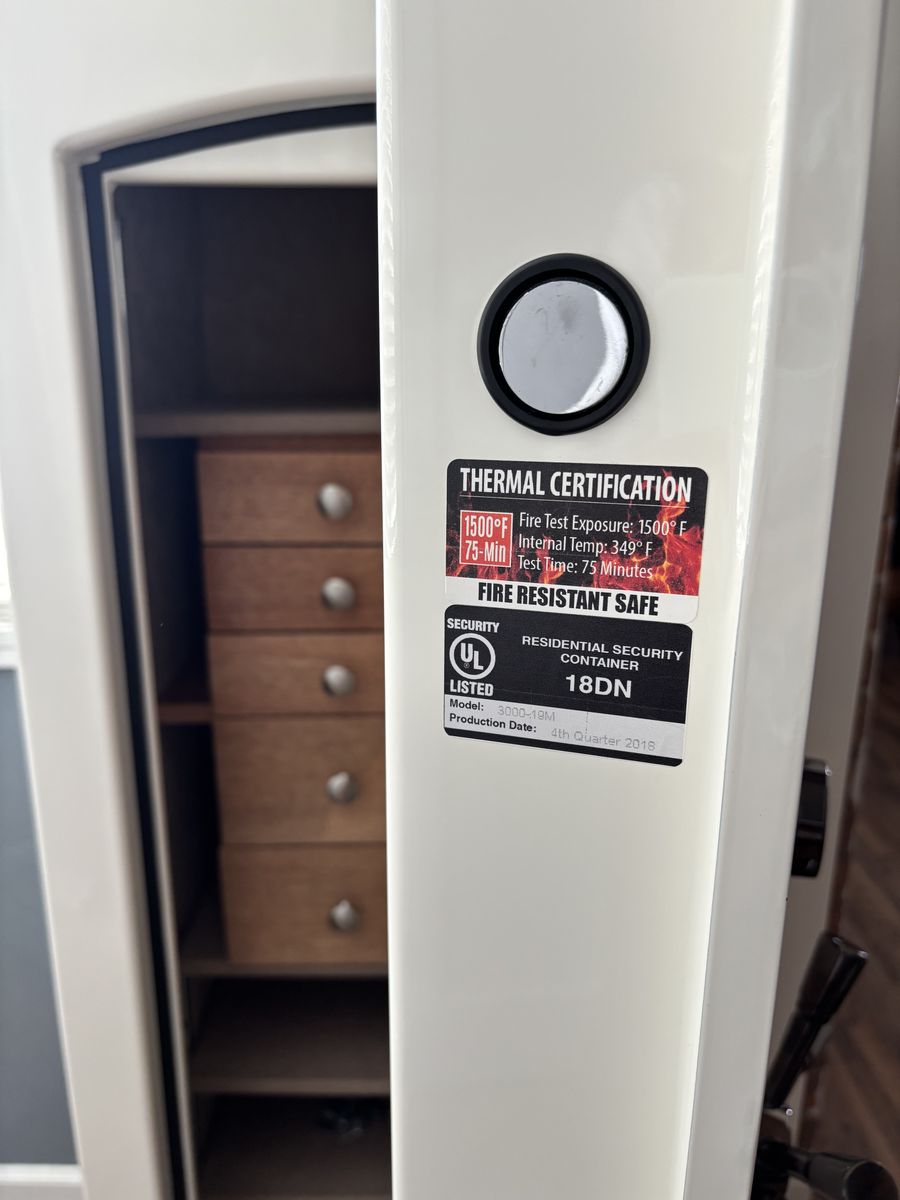 THERMAL CERTIFICATION
1500°F
75-Min
Fire Test Exposure: 1500° F
Internal Temp: 349° F
Test Time: 75 Minutes
FIRE RESISTANT SAFE
SECURITY
UL
LISTED
RESIDENTIAL SECURITY
CONTAINER
18DN
Model: 3000-19M
Production Date: 4th Quarter 2016